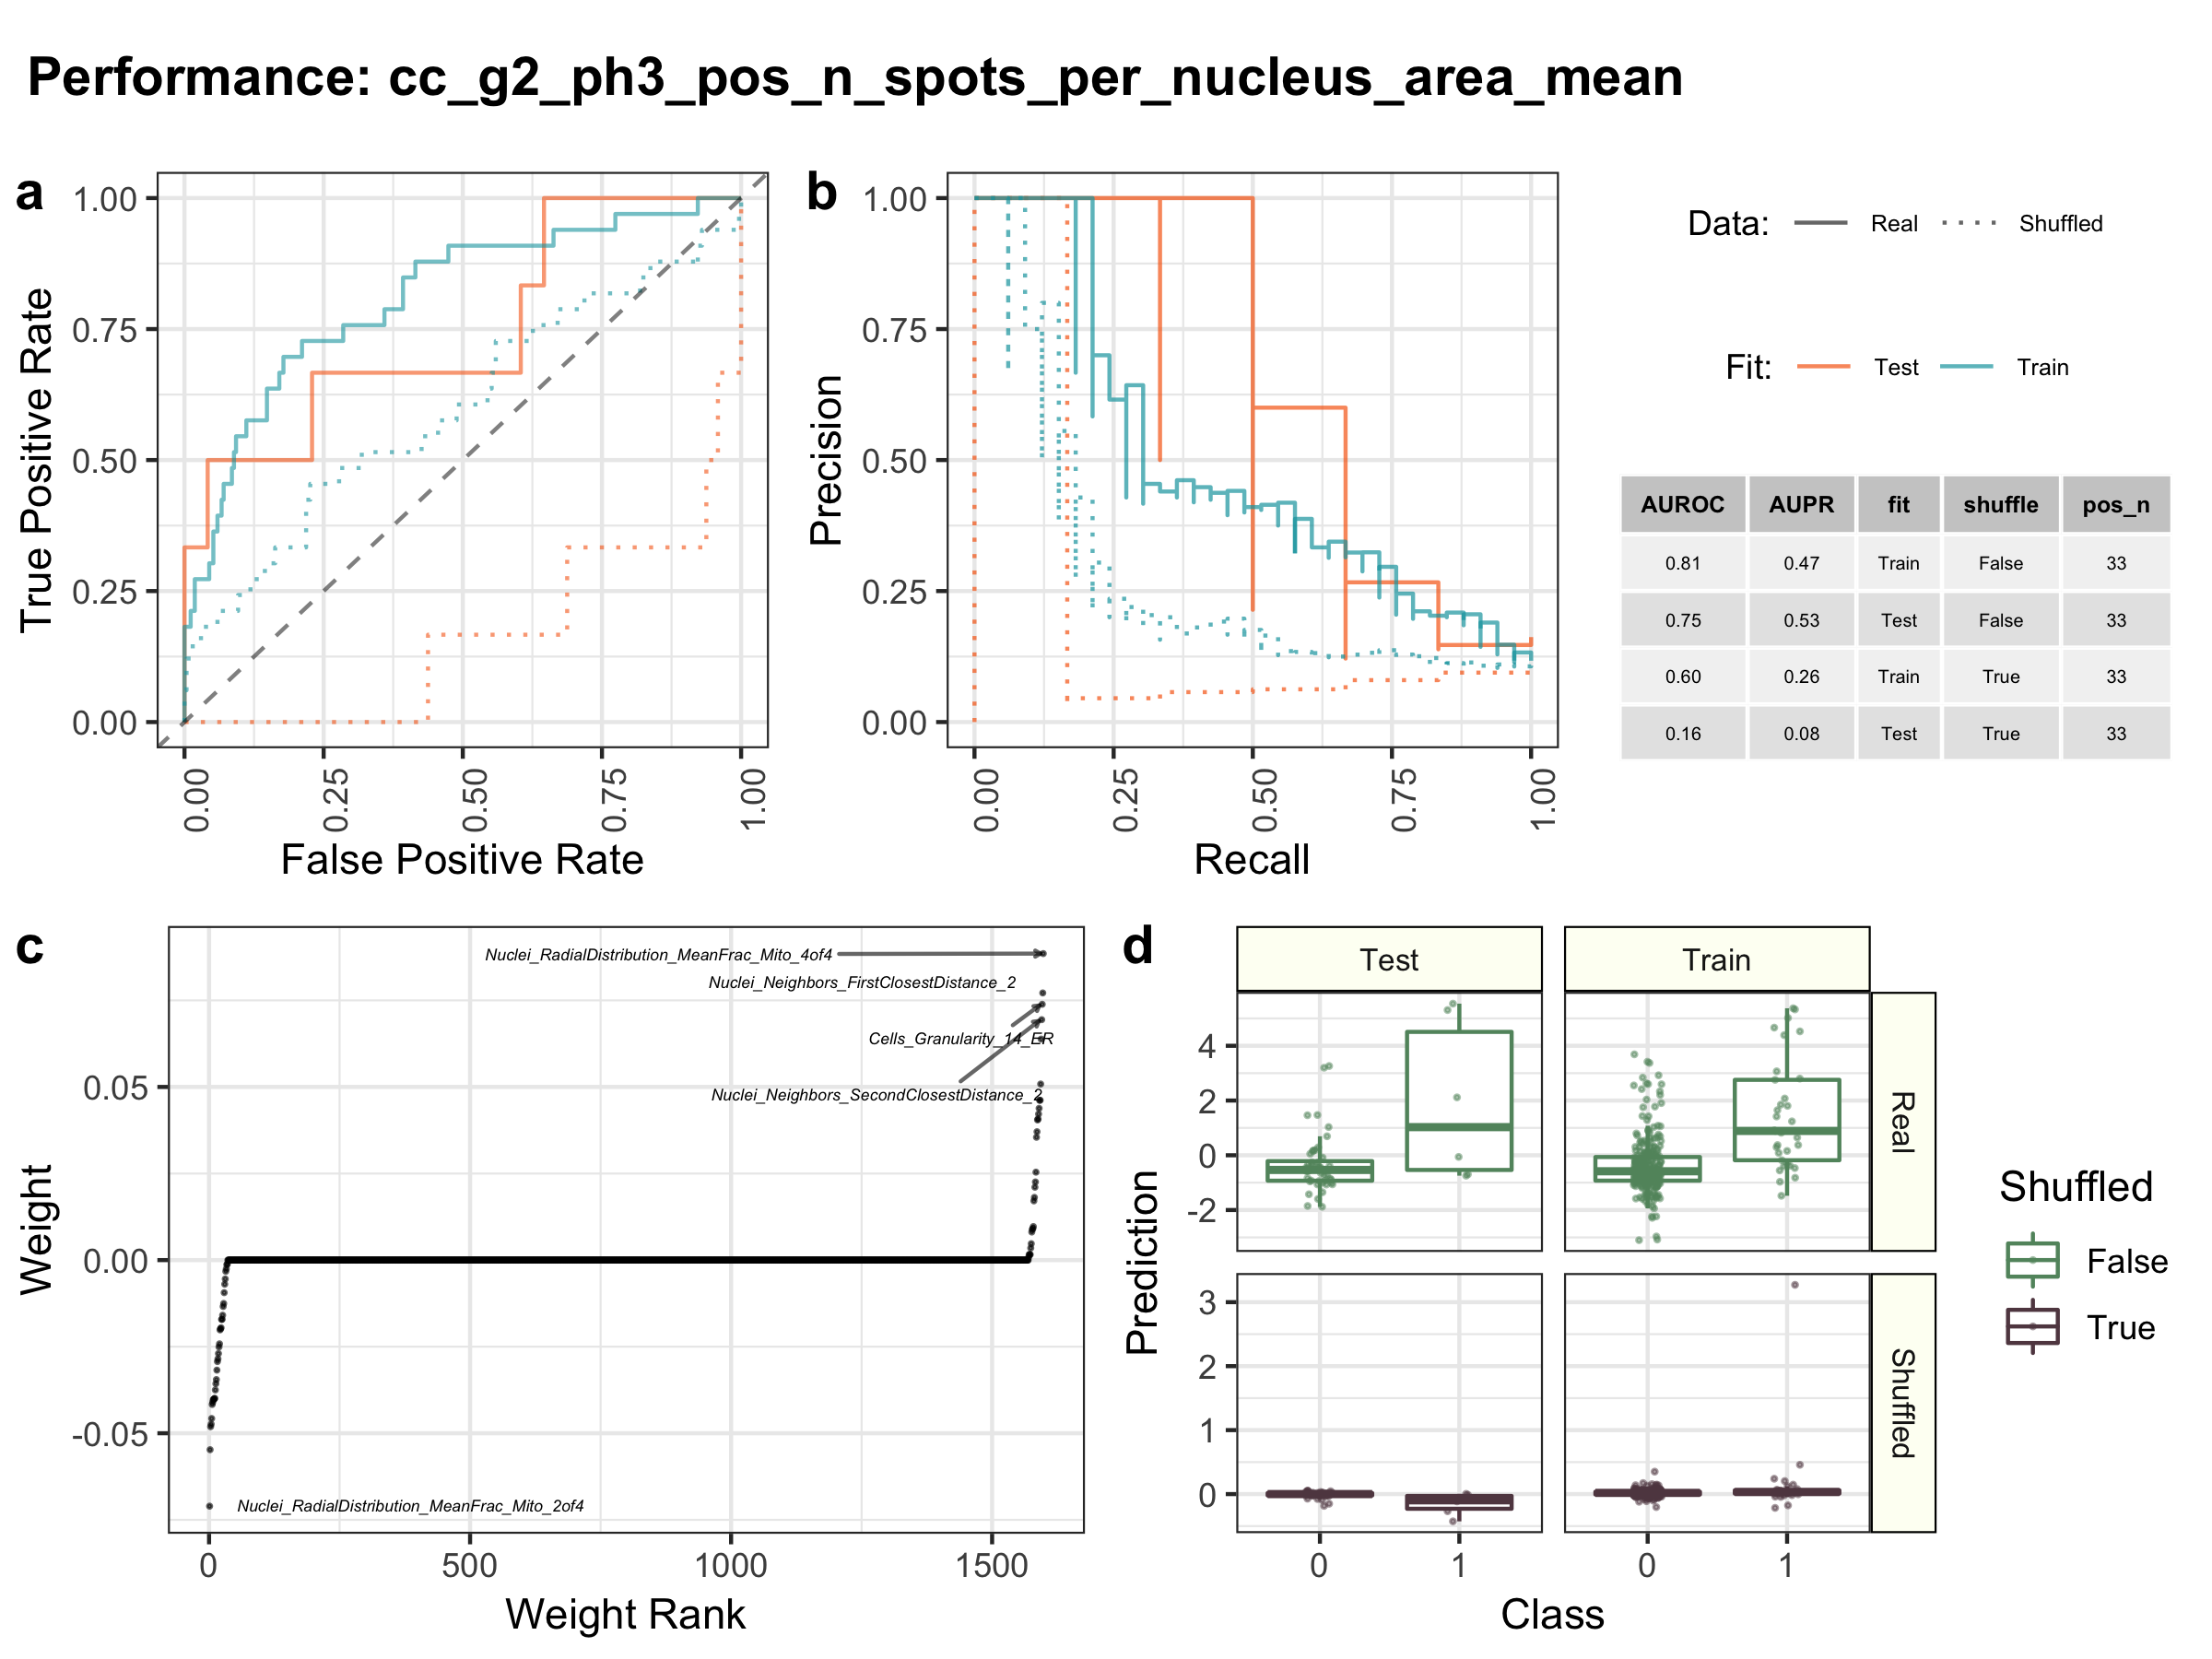 Performance: cc_g2_ph3_pos_n_spots_per_nucleus_area_mean
a
1.00
0.75
0.50
0.25
0.00
True Positive Rate
0.00
0.25
0.50
0.75
1.00
False Positive Rate
b
1.00
0.75
0.50
0.25
0.00
Precision
0.00
0.25
0.50
0.75
1.00
Recall
Data: Real Shuffled
Fit: Test Train
AUROC AUPR fit shuffle pos_n
0.81 0.47 Train False 33
0.75 0.53 Test False 33
0.60 0.26 Train True 33
0.16 0.08 Test True 33
c
Nuclei_RadialDistribution_MeanFrac_Mito_4of4
Nuclei_Neighbors_FirstClosestDistance_2
Cells_Granularity_14_ER
Nuclei_Neighbors_SecondClosestDistance_2
Nuclei_RadialDistribution_MeanFrac_Mito_2of4
0.05
0.00
-0.05
Weight
0
500
1000
1500
Weight Rank
d
Test
Train
Real
Shuffled
4
2
0
-2
3
2
1
0
Prediction
0
1
0
1
Class
Shuffled
False
True